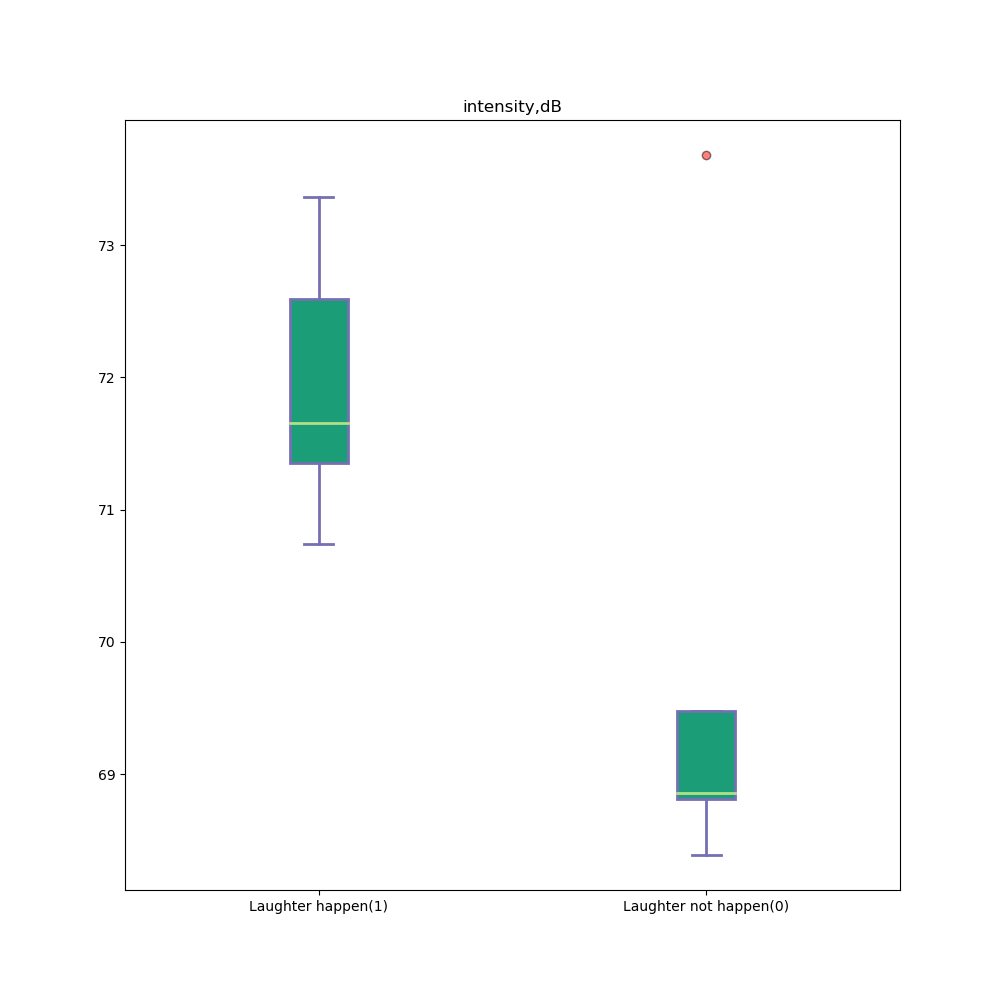 intensity,dB
73
72
71
70
69
Laughter happen(1)
Laughter not happen(0)